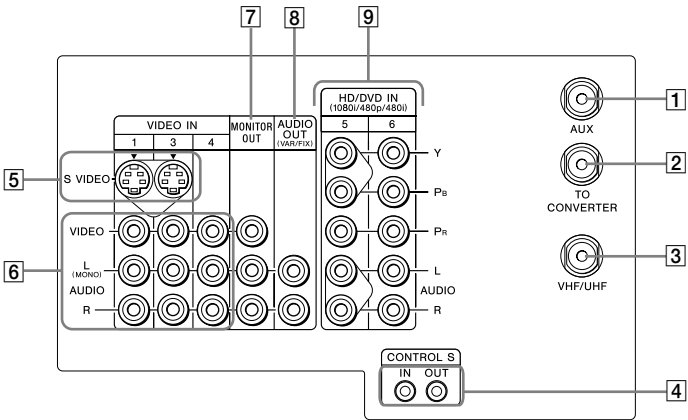 7
8
9
HD/DVD IN
(1080i/480p/480i)
5 6
VIDEO IN
1 3 4
MONITOR
OUT
AUDIO
OUT
(VAR/FIX)
1
AUX
2
TO
CONVERTER
3
VHF/UHF
5
S VIDEO
Y
PB
PR
L
AUDIO
R
6
VIDEO
L
(MONO)
AUDIO
R
CONTROL S
IN OUT
4